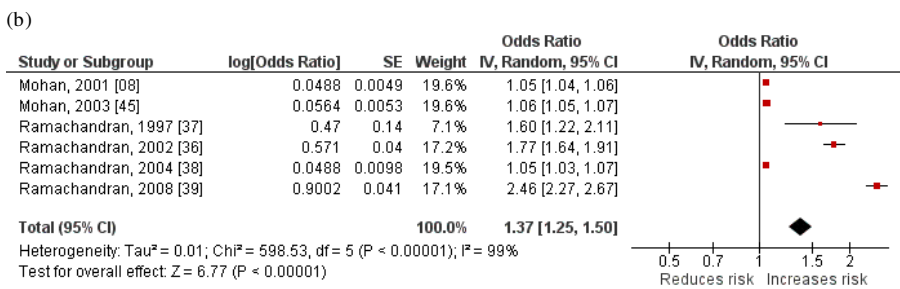 (b)
Odds Ratio Odds Ratio
Study or Subgroup log[Odds Ratio] SE Weight IV, Random, 95% CI IV, Random, 95% CI
Mohan, 2001 [08] 0.0488 0.0049 19.6% 1.05 [1.04, 1.06]
Mohan, 2003 [45] 0.0564 0.0053 19.6% 1.06 [1.05, 1.07]
Ramachandran, 1997 [37] 0.47 0.14 7.1% 1.60 [1.22, 2.11]
Ramachandran, 2002 [36] 0.571 0.04 17.2% 1.77 [1.64, 1.91]
Ramachandran, 2004 [38] 0.0488 0.0098 19.5% 1.05 [1.03, 1.07]
Ramachandran, 2008 [39] 0.9002 0.041 17.1% 2.46 [2.27, 2.67]
Total (95% CI) 100.0% 1.37 [1.25, 1.50]
Heterogeneity: Tau² = 0.01; Chi² = 598.53, df = 5 (P < 0.00001); I² = 99%
Test for overall effect: Z = 6.77 (P < 0.00001)
0.5 0.7 1 1.5 2
Reduces risk Increases risk